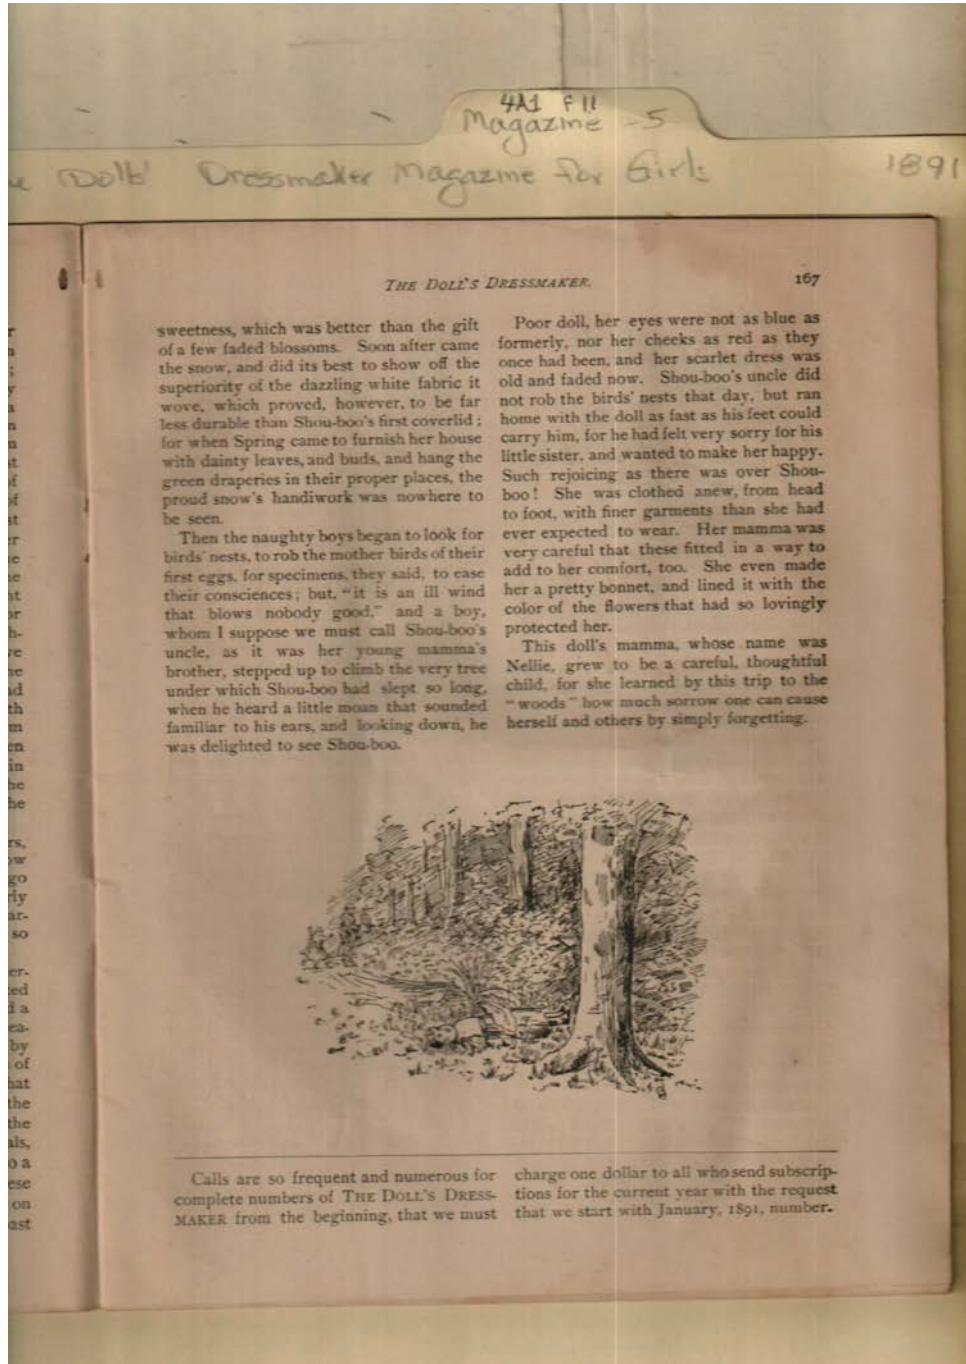 4A1 f 11
Magazine - 5
Dolls' Dressmaker Magazine for Girls 1891
THE DOLL'S DRESSMAKER.
167
sweetness, which was better than the gift
of a few faded blossoms. Soon after came
the snow, and did its best to show off the
superiority of the dazzling white fabric it
wove, which proved, however, to be far
less durable than Shou-boo's first coverlid ;
for when Spring came to furnish her house
with dainty leaves, and buds, and hang the
green draperies in their proper places, the
proud snow's handiwork was nowhere to
be seen.
Then the naughty boys began to look for
birds' nests, to rob the mother birds of their
first eggs, for specimens, they said, to ease
their consciences ; but, "it is an ill wind
that blows nobody good," and a boy,
whom I suppose we must call Shou-boo's
uncle, as it was her young mamma's
brother, stepped up to climb the very tree
under which Shou-boo had slept so long,
when he heard a little moan that sounded
familiar to his ears, and looking down, he
was delighted to see Shou-boo.
Poor doll, her eyes were not as blue as
formerly, nor her cheeks as red as they
once had been, and her scarlet dress was
old and faded now. Shou-boo's uncle did
not rob the birds' nests that day, but ran
home with the doll as fast as his feet could
carry him, for he had felt very sorry for his
little sister, and wanted to make her happy.
Such rejoicing as there was over Shou-
boo! She was clothed anew, from head
to foot, with finer garments than she had
ever expected to wear. Her mamma was
very careful that these fitted in a way to
add to her comfort, too. She even made
her a pretty bonnet, and lined it with the
color of the flowers that had so lovingly
protected her.
This doll's mamma, whose name was
Nellie, grew to be a careful, thoughtful
child, for she learned by this trip to the
"woods" how much sorrow one can cause
herself and others by simply forgetting.
Calls are so frequent and numerous for
complete numbers of THE DOLL'S DRESS-
MAKER from the beginning, that we must
charge one dollar to all who send subscrip-
tions for the current year with the request
that we start with January, 1891, number.